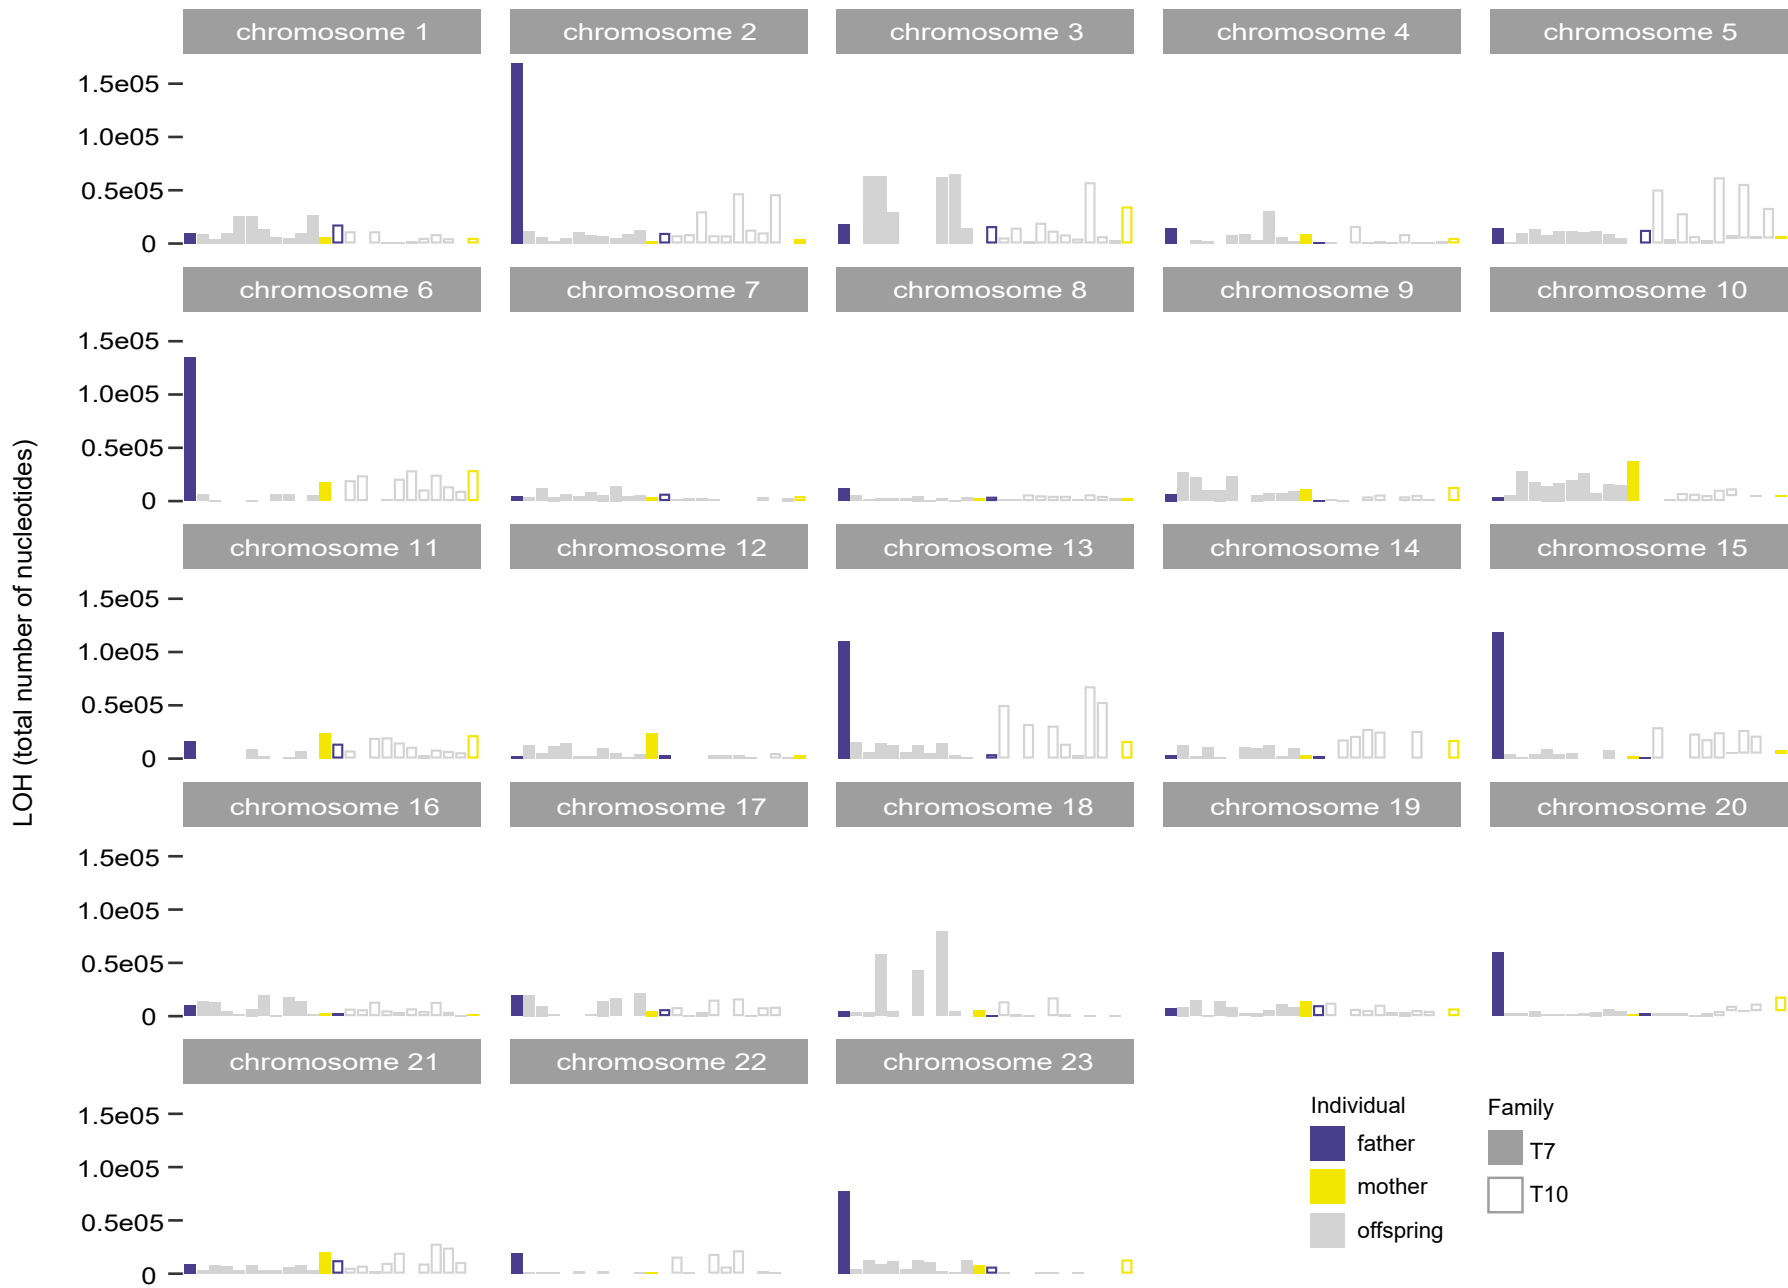 chromosome 1 chromosome 2 chromosome 3 chromosome 4 chromosome 5
1.5e05
1.0e05
0.5e05
0
chromosome 6 chromosome 7 chromosome 8 chromosome 9 chromosome 10
1.5e05
1.0e05
0.5e05
0
chromosome 11 chromosome 12 chromosome 13 chromosome 14 chromosome 15
1.5e05
1.0e05
0.5e05
0
chromosome 16 chromosome 17 chromosome 18 chromosome 19 chromosome 20
1.5e05
1.0e05
0.5e05
0
chromosome 21 chromosome 22 chromosome 23
1.5e05
1.0e05
0.5e05
0
LOH (total number of nucleotides)
Individual
father
mother
offspring
Family
T7
T10